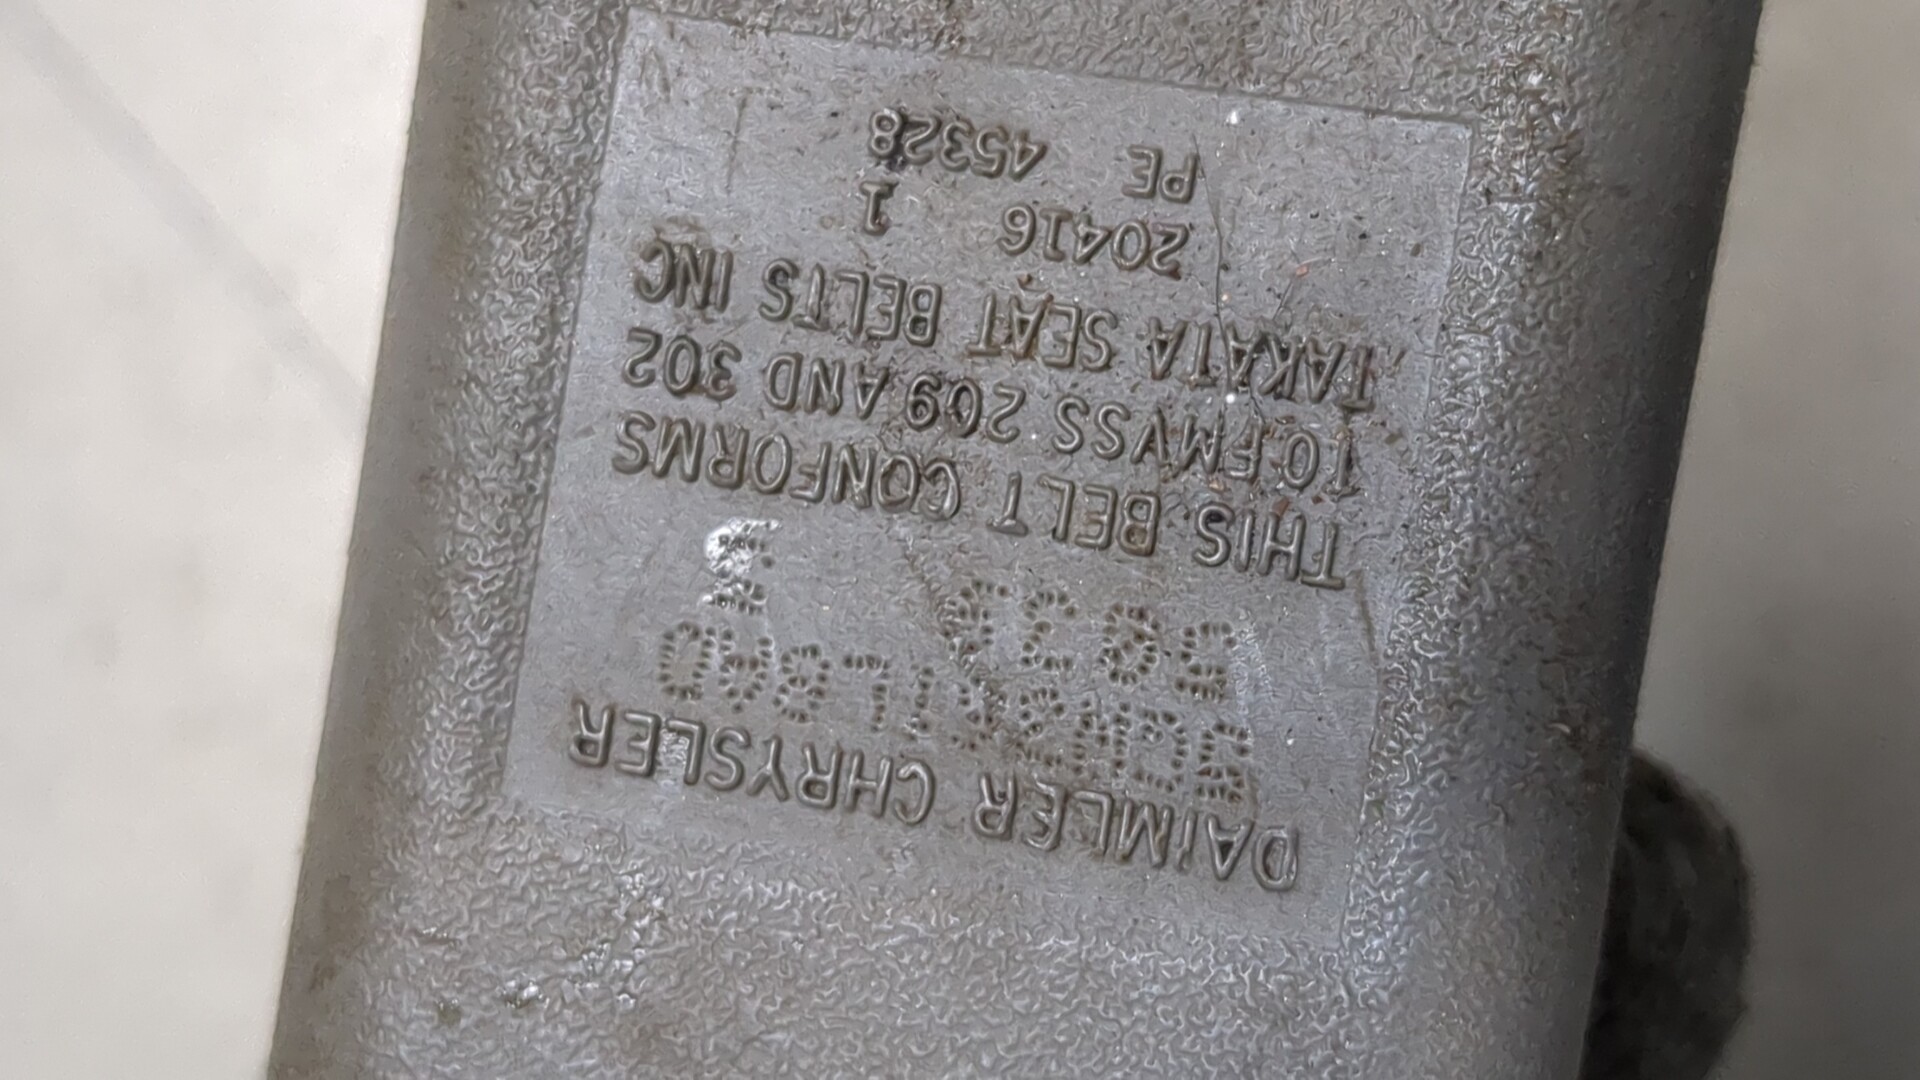 DAIMLER CHRYSLER
THIS BELT CONFORMS
TO FMVSS 209 AND 302
TAKATA SEAT BELTS INC
20416 1
PE 45328